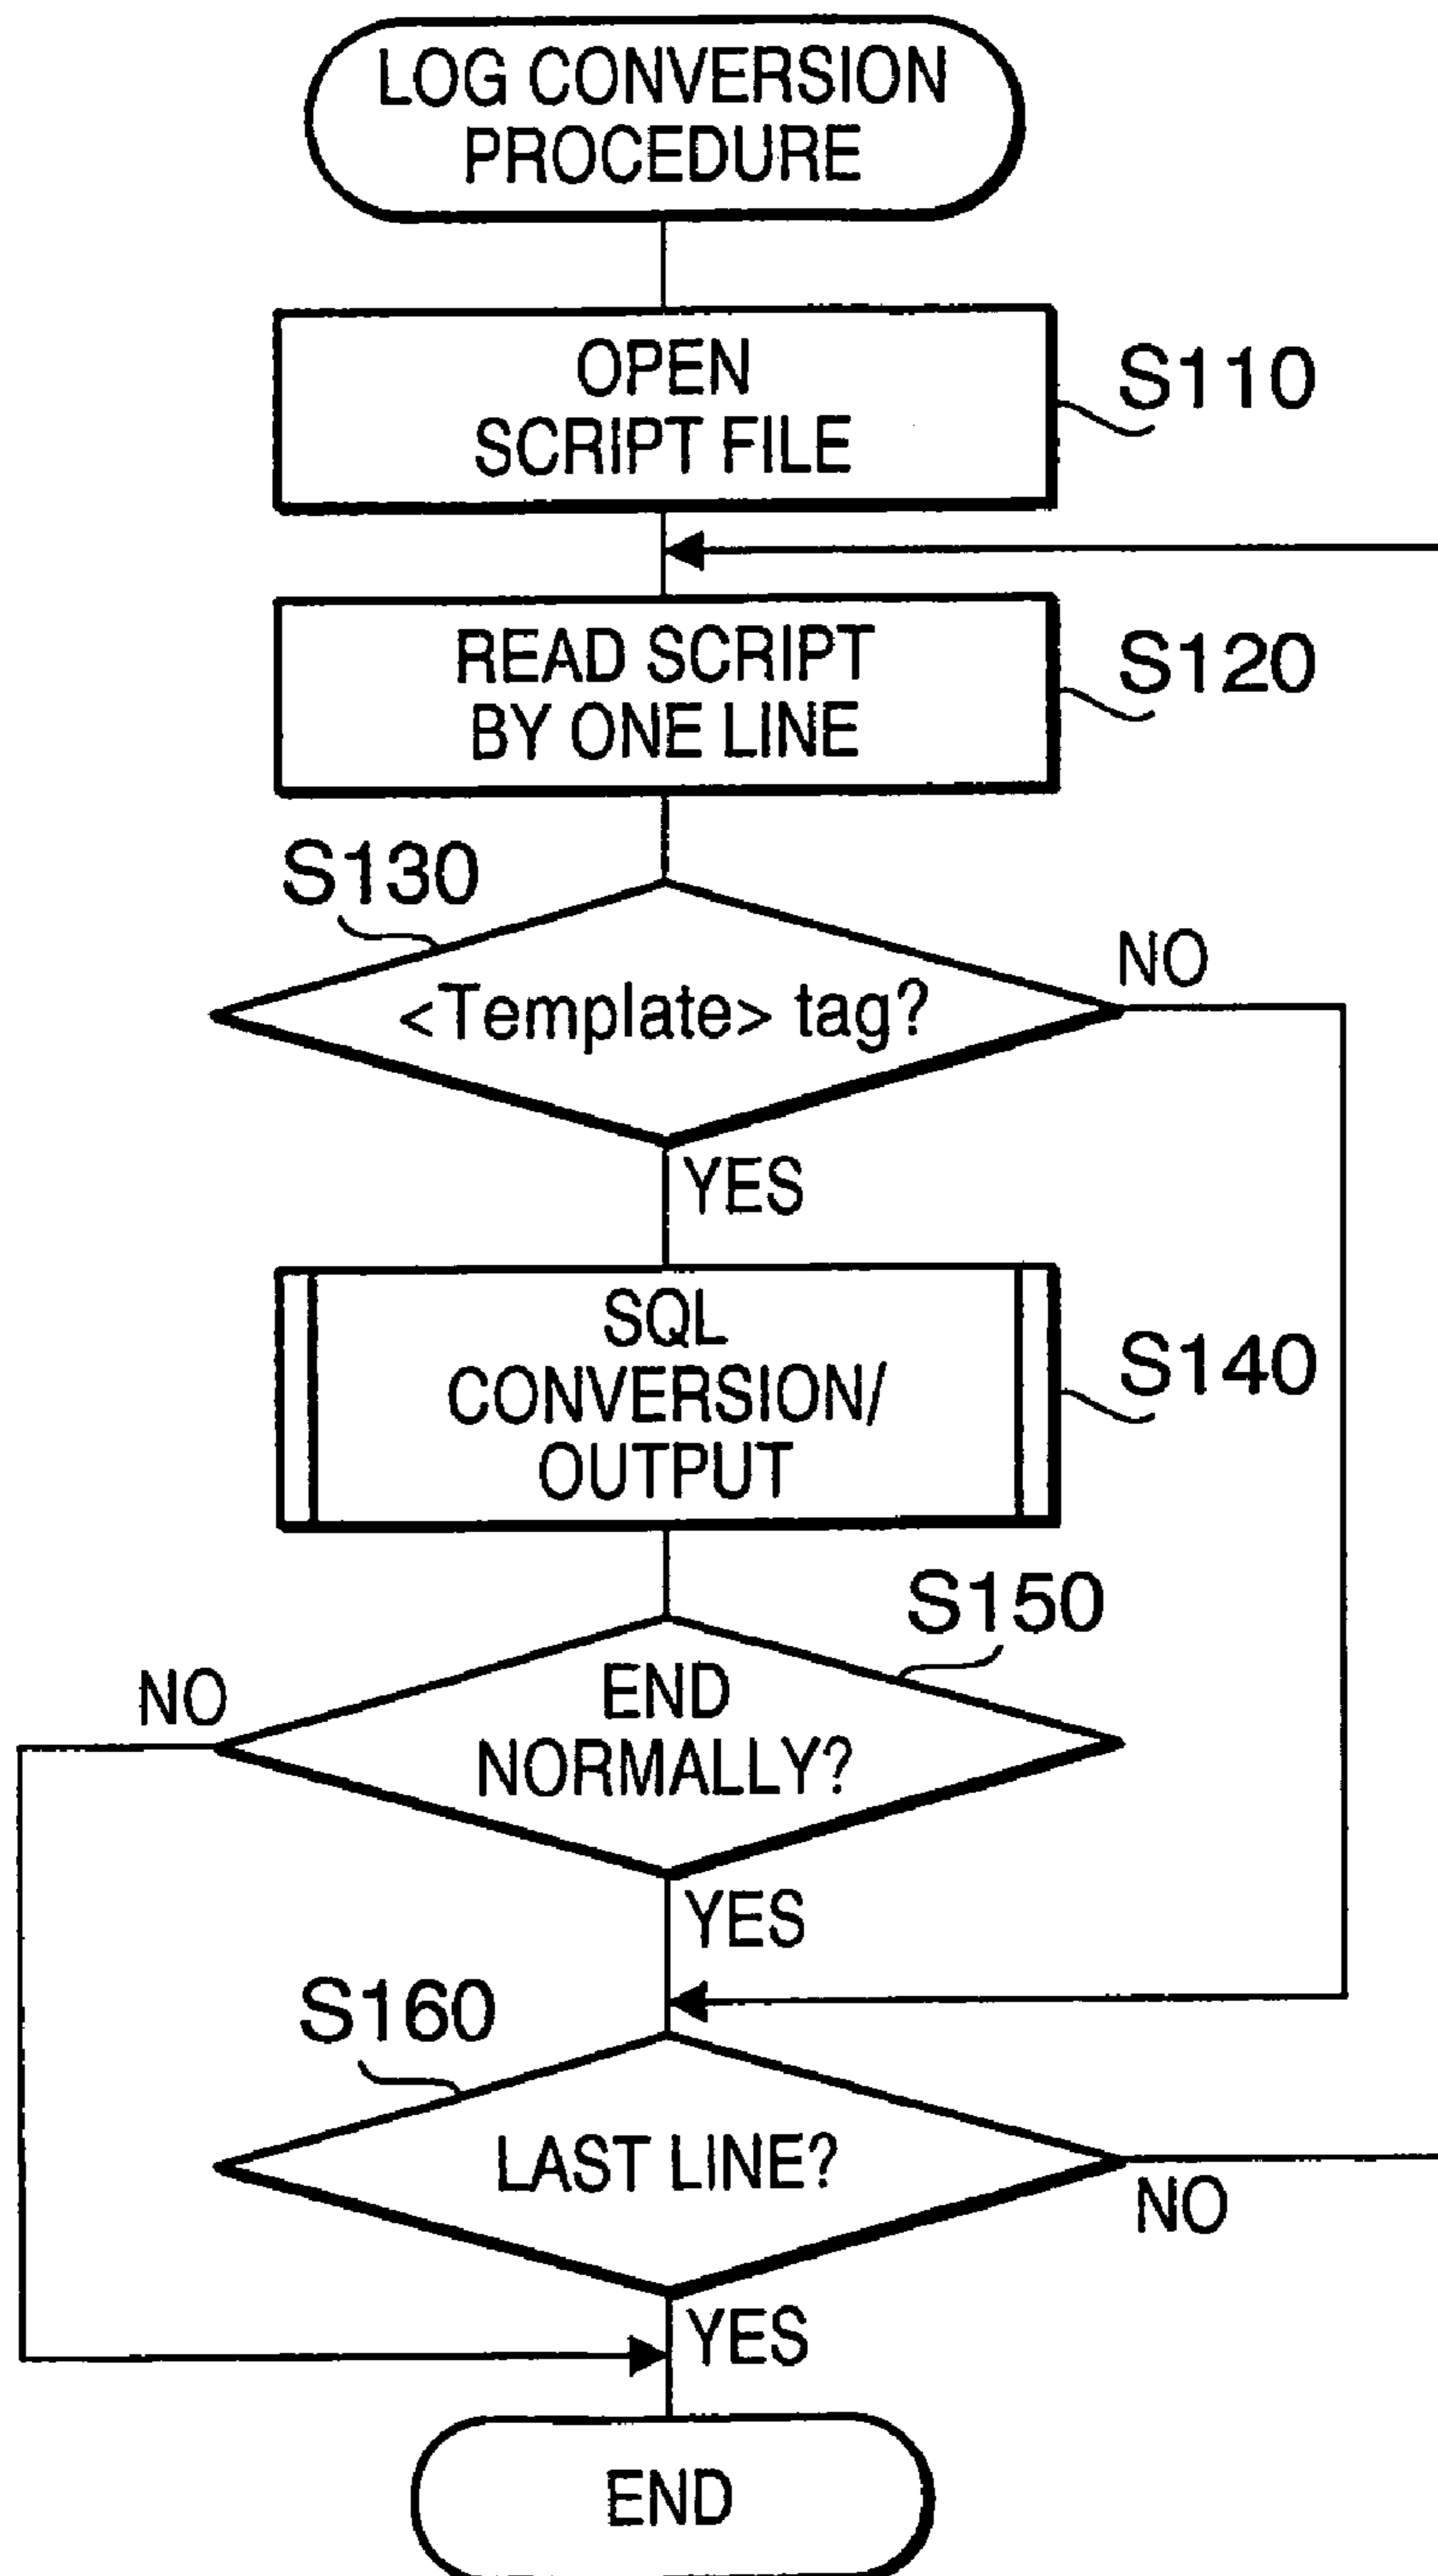 LOG CONVERSION
PROCEDURE
OPEN
SCRIPT FILE
S110
READ SCRIPT
BY ONE LINE
S120
S130
<Template> tag?
NO
YES
SQL
CONVERSION/
OUTPUT
S140
S150
END
NORMALLY?
NO
YES
S160
LAST LINE?
NO
YES
END